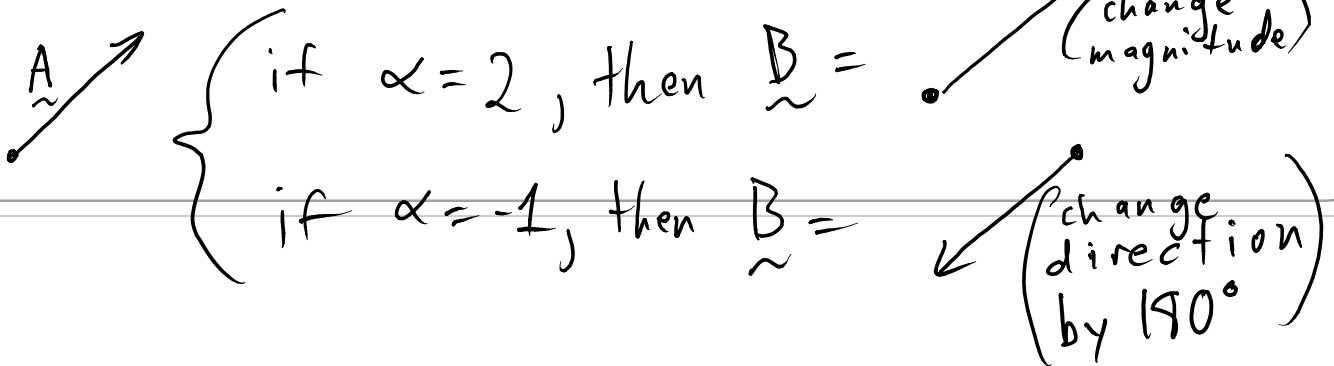 A
if α = 2, then B = (change magnitude)
if α = -1, then B = (change direction by 180°)